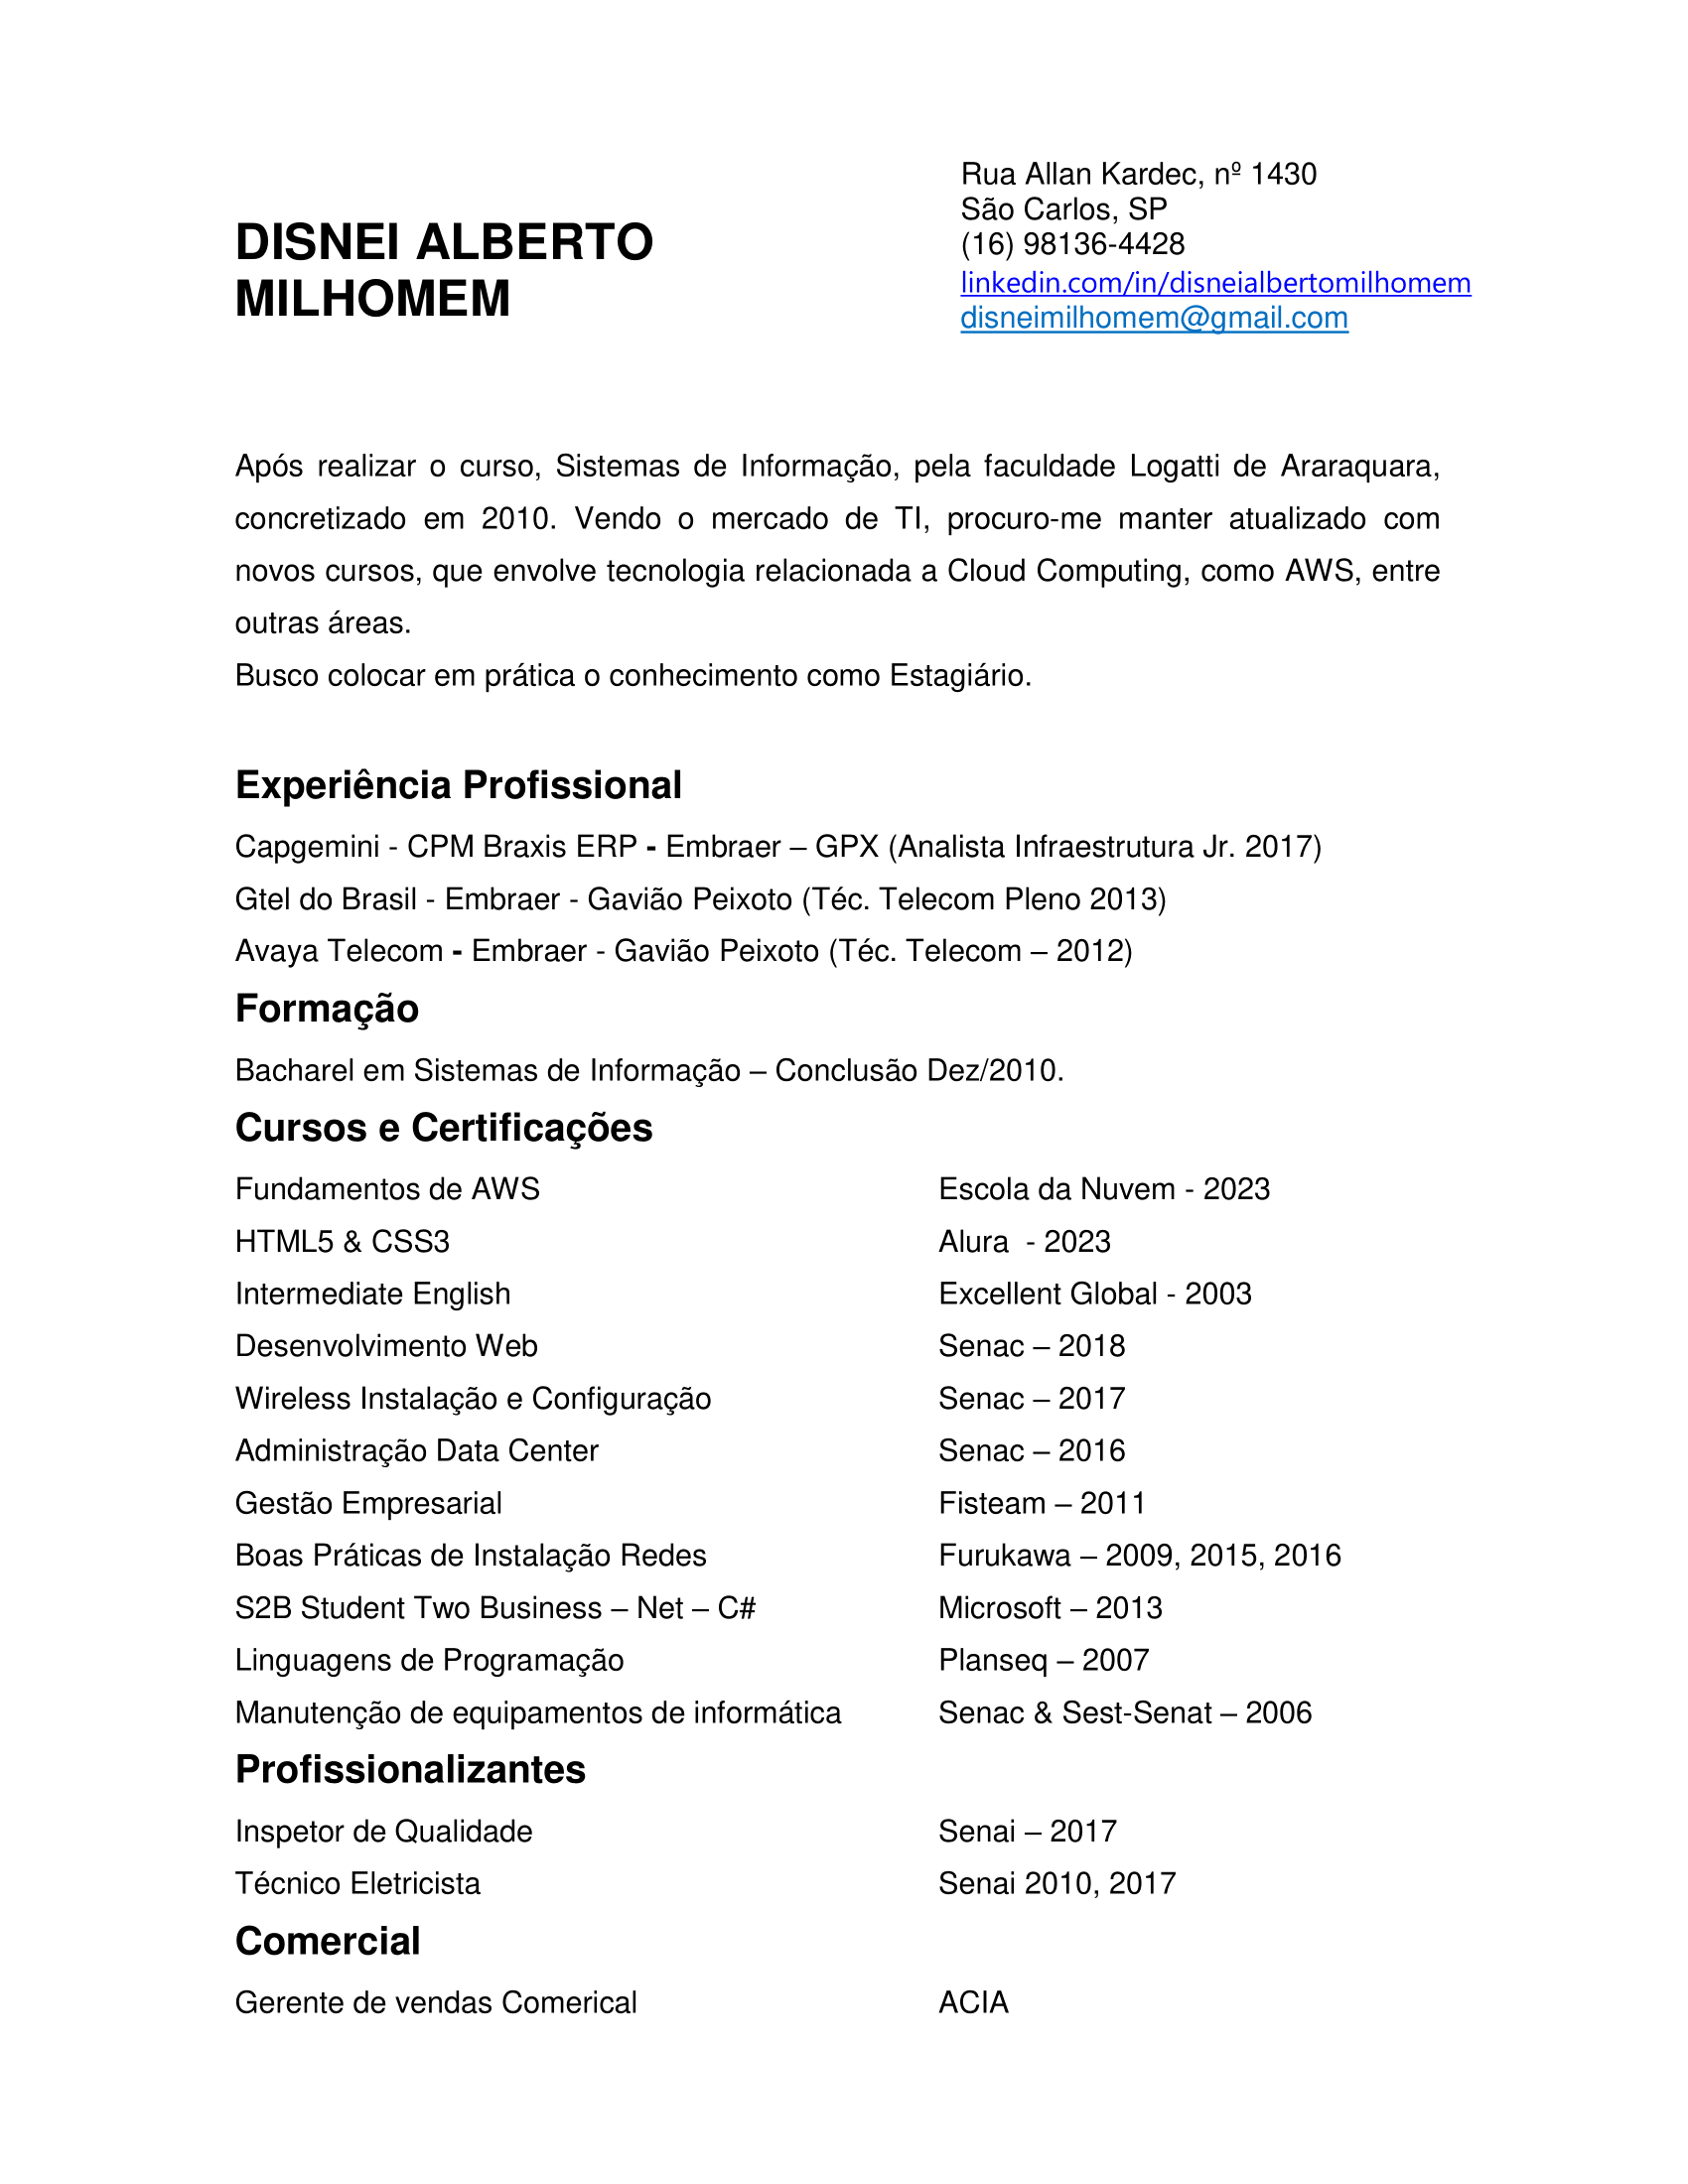 DISNEI ALBERTO
MILHOMEM
Rua Allan Kardec, nº 1430
São Carlos, SP
(16) 98136-4428
linkedin.com/in/disneialbertomilhomem
disneimilhomem@gmail.com
Após realizar o curso, Sistemas de Informação, pela faculdade Logatti de Araraquara,
concretizado em 2010. Vendo o mercado de TI, procuro-me manter atualizado com
novos cursos, que envolve tecnologia relacionada a Cloud Computing, como AWS, entre
outras áreas.
Busco colocar em prática o conhecimento como Estagiário.
Experiência Profissional
Capgemini - CPM Braxis ERP - Embraer – GPX (Analista Infraestrutura Jr. 2017)
Gtel do Brasil - Embraer - Gavião Peixoto (Téc. Telecom Pleno 2013)
Avaya Telecom - Embraer - Gavião Peixoto (Téc. Telecom – 2012)
Formação
Bacharel em Sistemas de Informação – Conclusão Dez/2010.
Cursos e Certificações
Fundamentos de AWS Escola da Nuvem - 2023
HTML5 & CSS3 Alura - 2023
Intermediate English Excellent Global - 2003
Desenvolvimento Web Senac – 2018
Wireless Instalação e Configuração Senac – 2017
Administração Data Center Senac – 2016
Gestão Empresarial Fisteam – 2011
Boas Práticas de Instalação Redes Furukawa – 2009, 2015, 2016
S2B Student Two Business – Net – C# Microsoft – 2013
Linguagens de Programação Planseq – 2007
Manutenção de equipamentos de informática Senac & Sest-Senat – 2006
Profissionalizantes
Inspetor de Qualidade Senai – 2017
Técnico Eletricista Senai 2010, 2017
Comercial
Gerente de vendas Comerical ACIA